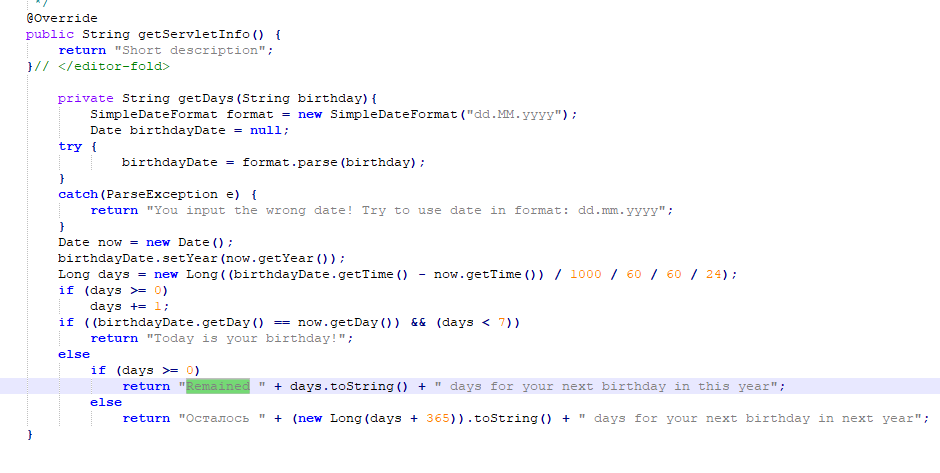 */
@Override
public String getServletInfo() {
return "Short description";
}// </editor-fold>
private String getDays(String birthday){
SimpleDateFormat format = new SimpleDateFormat("dd.MM.yyyy");
Date birthdayDate = null;
try {
birthdayDate = format.parse(birthday);
}
catch(ParseException e) {
return "You input the wrong date! Try to use date in format: dd.mm.yyyy";
}
Date now = new Date();
birthdayDate.setYear(now.getYear());
Long days = new Long((birthdayDate.getTime() - now.getTime()) / 1000 / 60 / 60 / 24);
if (days >= 0)
days += 1;
if ((birthdayDate.getDay() == now.getDay()) && (days < 7))
return "Today is your birthday!";
else
if (days >= 0)
return "Remained " + days.toString() + " days for your next birthday in this year";
else
return "Осталось " + (new Long(days + 365)).toString() + " days for your next birthday in next year";
}